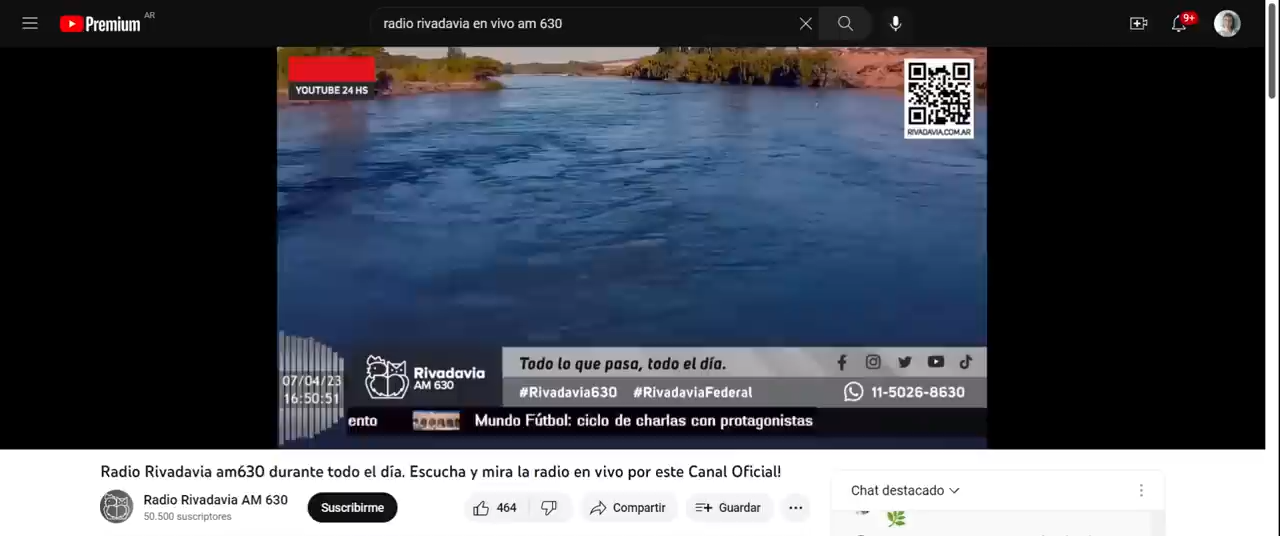 Premium AR
radio rivadavia en vivo am 630
9+
YOUTUBE 24 HS
RIVADAVIA.COM.AR
07/04/23
16:50:51
Rivadavia
AM 630
Todo lo que pasa, todo el día.
#Rivadavia630 #RivadaviaFederal
11-5026-8630
ento Mundo Fútbol: ciclo de charlas con protagonistas
Radio Rivadavia am630 durante todo el día. Escucha y mira la radio en vivo por este Canal Oficial!
Radio Rivadavia AM 630
50.500 suscriptores
Suscribirme
464
Compartir
Guardar
Chat destacado